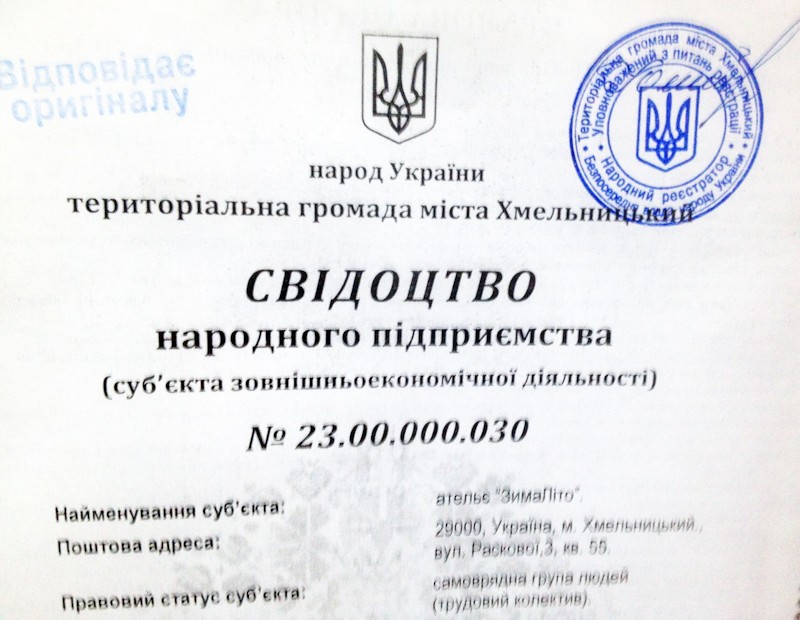 Відповідає
оригіналу
Територіальна громада міста Хмельницький
Уповноважений з питань реєстрації
Народний реєстратор
Безпосередня влада народу України
народ України
територіальна громада міста Хмельницький
СВІДОЦТВО
народного підприємства
(суб’єкта зовнішньоекономічної діяльності)
№ 23.00.000.030
Найменування суб’єкта: ательє "ЗимаЛіто".
Поштова адреса: 29000, Україна, м. Хмельницький.,
вул. Раскової,3, кв. 55.
Правовий статус суб’єкта: самоврядна група людей
(трудовий колектив).